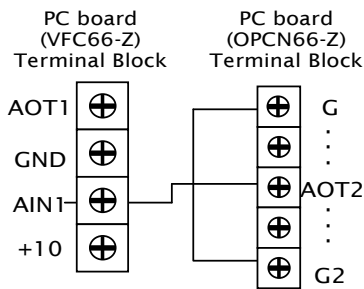 PC board
(VFC66-Z)
Terminal Block
PC board
(OPCN66-Z)
Terminal Block
AOT1
GND
AIN1
+10
G
AOT2
G2